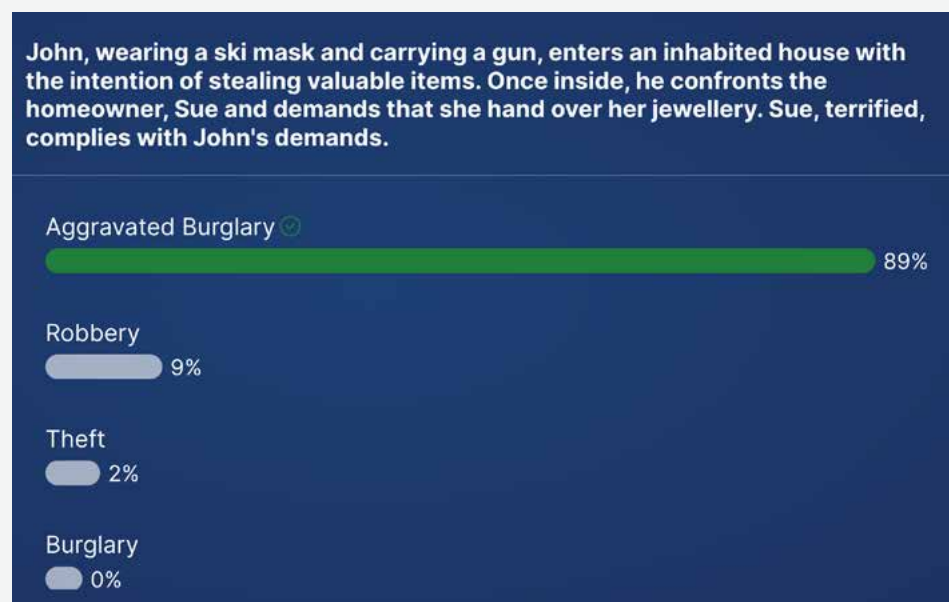 John, wearing a ski mask and carrying a gun, enters an inhabited house with
the intention of stealing valuable items. Once inside, he confronts the
homeowner, Sue and demands that she hand over her jewellery. Sue, terrified,
complies with John's demands.
Aggravated Burglary
89%
Robbery
9%
Theft
2%
Burglary
0%